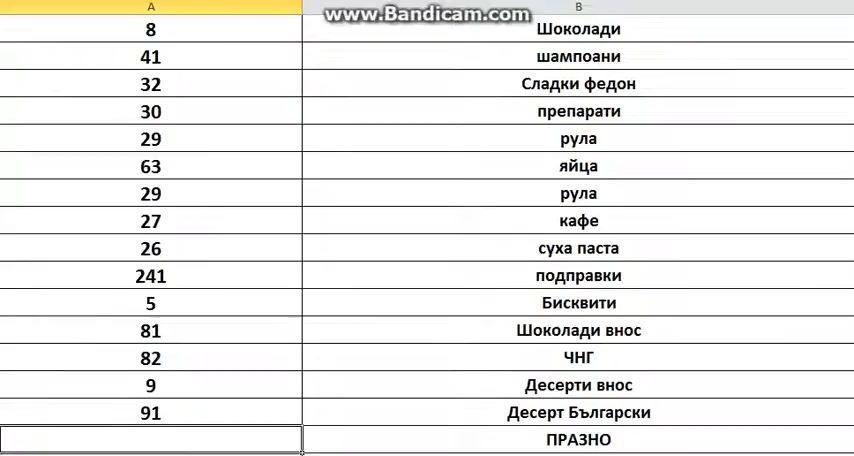 A B
www.Bandicam.com
8 Шоколади
41 шампоани
32 Сладки федон
30 препарати
29 рула
63 яйца
29 рула
27 кафе
26 суха паста
241 подправки
5 Бисквити
81 Шоколади внос
82 ЧНГ
9 Десерти внос
91 Десерт Български
ПРАЗНО